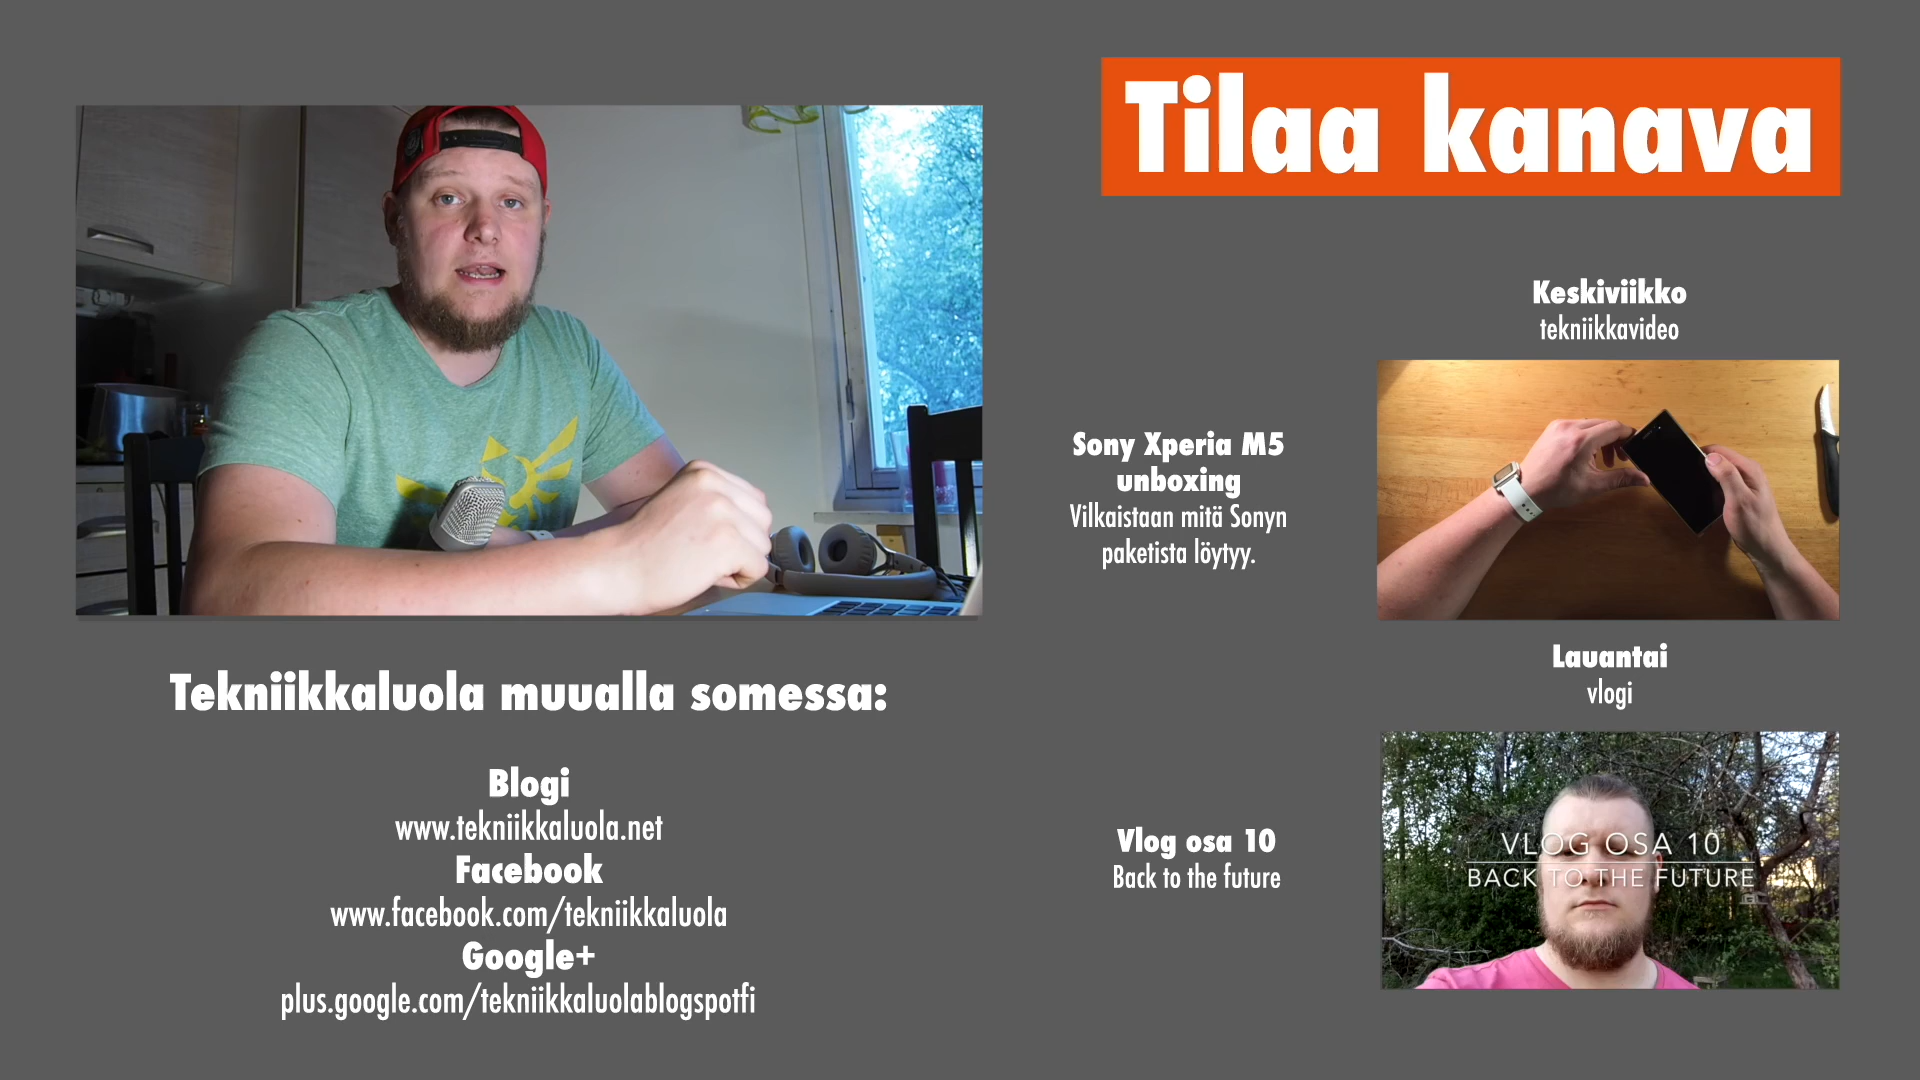 Tilaa kanava
Keskiviikko
tekniikkavideo
Sony Xperia M5
unboxing
Vilkaistaan mitä Sonyn
paketista löytyy.
Lauantai
vlogi
Vlog osa 10
Back to the future
VLOG OSA 10
BACK TO THE FUTURE
Tekniikkaluola muualla somessa:
Blogi
www.tekniikkaluola.net
Facebook
www.facebook.com/tekniikkaluola
Google+
plus.google.com/tekniikkaluolablogspotfi